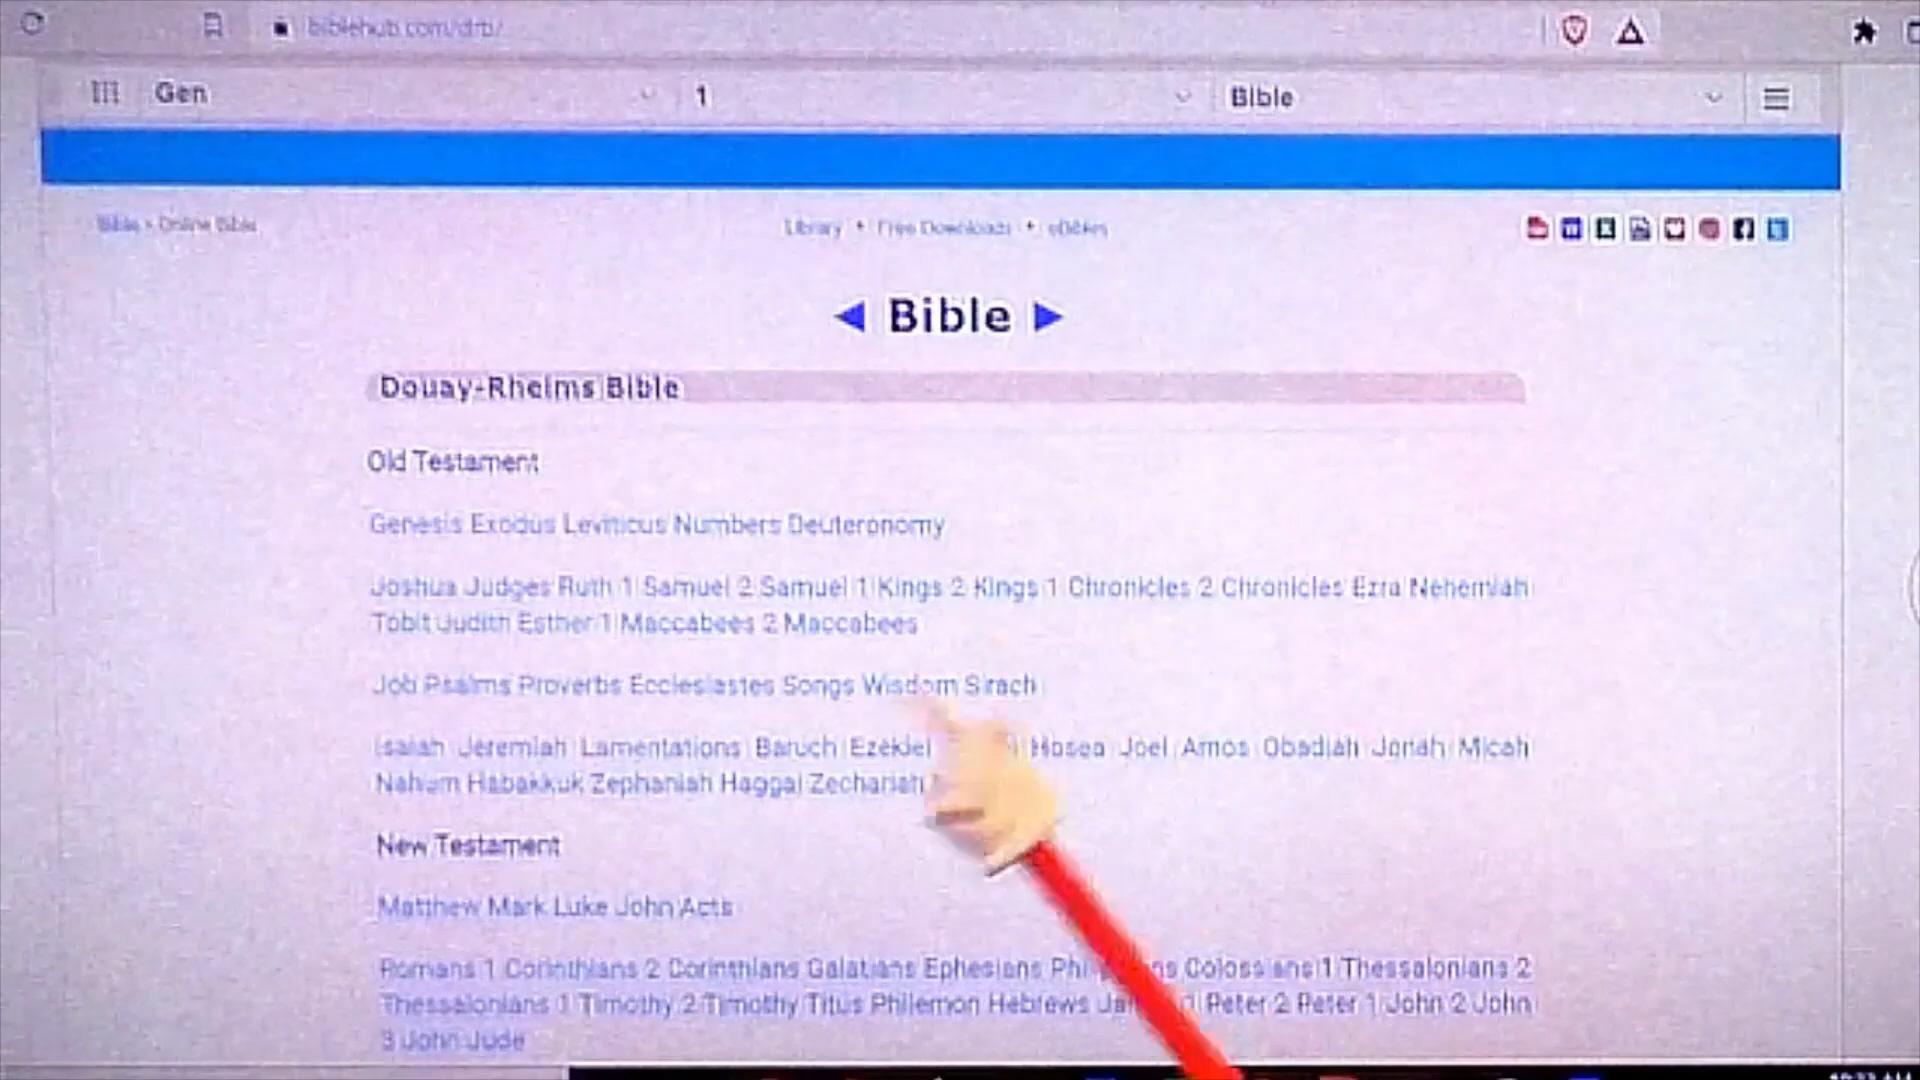 biblehub.com/drb/
Gen 1 Bible
Bible > Online Bible Library • Free Downloads • eBibles
Bible
Douay-Rheims Bible
Old Testament
Genesis Exodus Leviticus Numbers Deuteronomy
Joshua Judges Ruth 1 Samuel 2 Samuel 1 Kings 2 Kings 1 Chronicles 2 Chronicles Ezra Nehemiah
Tobit Judith Esther 1 Maccabees 2 Maccabees
Job Psalms Proverbs Ecclesiastes Songs Wisdom Sirach
Isaiah Jeremiah Lamentations Baruch Ezekiel Hosea Joel Amos Obadiah Jonah Micah
Nahum Habakkuk Zephaniah Haggai Zechariah
New Testament
Matthew Mark Luke John Acts
Romans 1 Corinthians 2 Corinthians Galatians Ephesians Colossians 1 Thessalonians 2
Thessalonians 1 Timothy 2 Timothy Titus Philemon Hebrews 1 Peter 2 Peter 1 John 2 John
3 John Jude